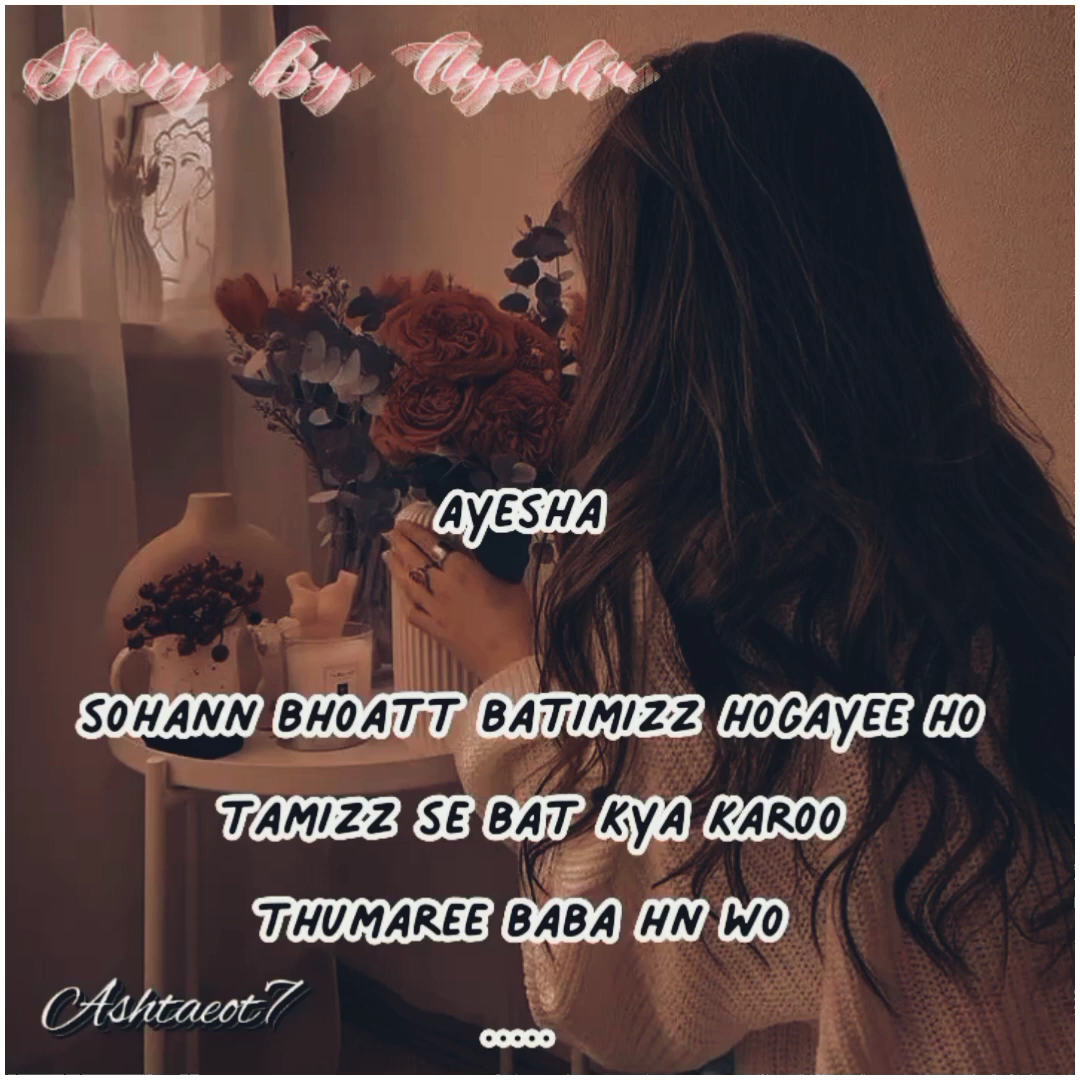 Story By Ayesha
AYESHA
SOHANN BHOATT BATIMIZZ HOGAYEE HO
TAMIZZ SE BAT KYA KAROO
THUMAREE BABA HN WO
Ashtaeot7
.....